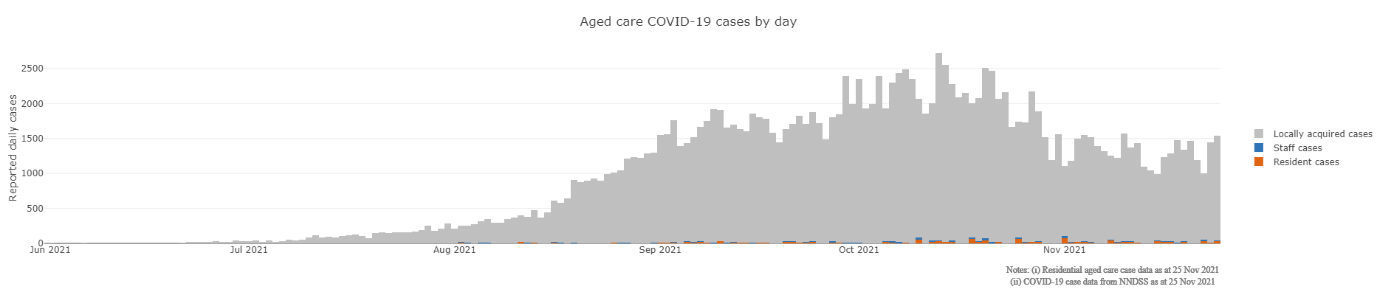 Aged care COVID-19 cases by day
Reported daily cases
2500
2000
1500
1000
500
0
Jun 2021
Jul 2021
Aug 2021
Sep 2021
Oct 2021
Nov 2021
Locally acquired cases
Staff cases
Resident cases
Notes: (i) Residential aged care case data as at 25 Nov 2021
(ii) COVID-19 case data from NNDSS as at 25 Nov 2021